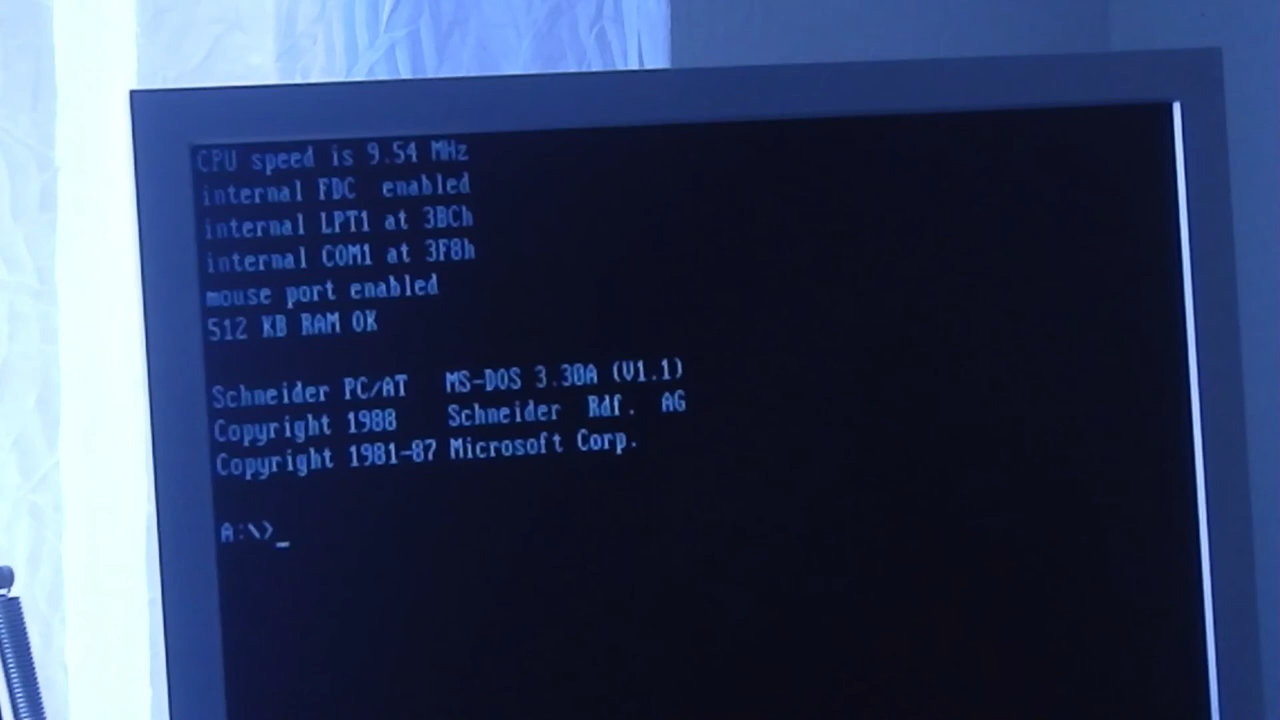 CPU speed is 9.54 MHz
internal FDC  enabled
internal LPT1 at 3BCh
internal COM1 at 3F8h
mouse port enabled
512 KB RAM OK
Schneider PC/AT   MS-DOS 3.30A (V1.1)
Copyright 1988    Schneider  Rdf.  AG
Copyright 1981-87 Microsoft Corp.
A:\>_